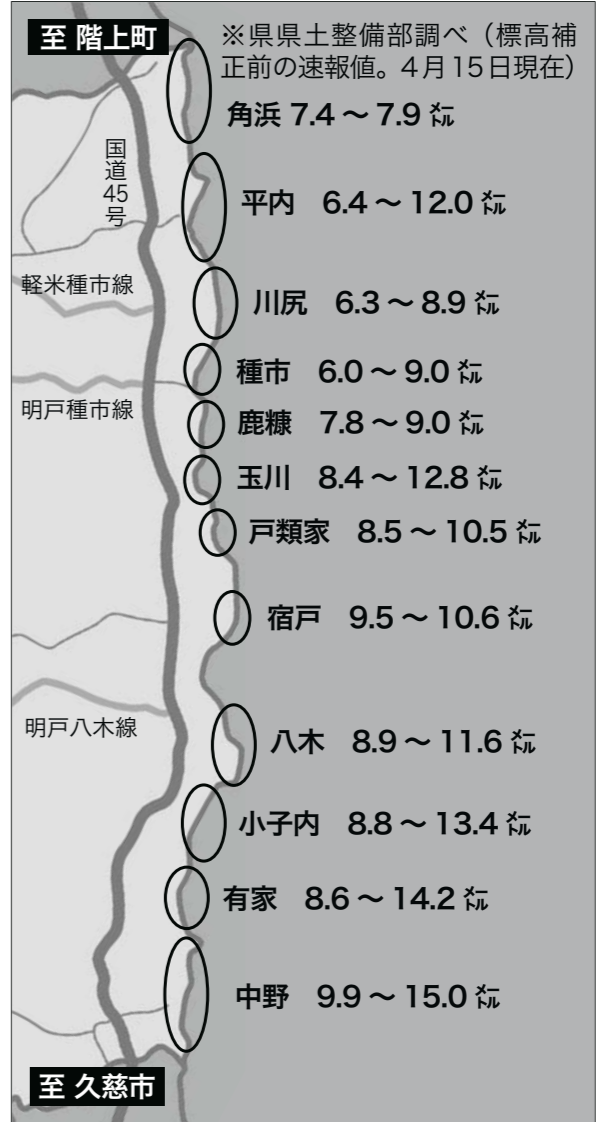 至 階上町
※県県土整備部調べ（標高補
正前の速報値。4月15日現在）
角浜 7.4～7.9㍍
国道45号
平内　6.4～12.0㍍
軽米種市線
川尻　6.3～8.9㍍
種市　6.0～9.0㍍
明戸種市線
鹿糠　7.8～9.0㍍
玉川　8.4～12.8㍍
戸類家　8.5～10.5㍍
宿戸　9.5～10.6㍍
明戸八木線
八木　8.9～11.6㍍
小子内　8.8～13.4㍍
有家　8.6～14.2㍍
中野　9.9～15.0㍍
至 久慈市